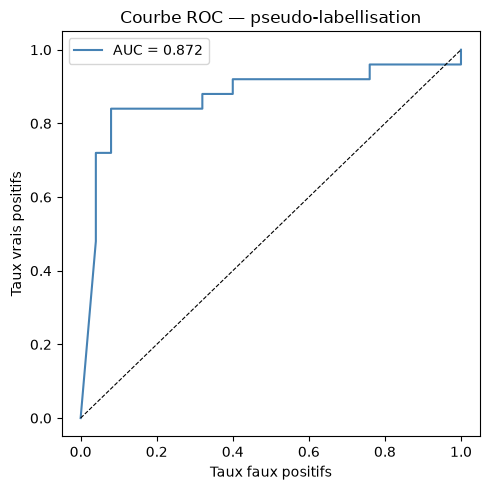 Courbe ROC — pseudo-labellisation
AUC = 0.872
Taux vrais positifs
1.0
0.8
0.6
0.4
0.2
0.0
0.0 0.2 0.4 0.6 0.8 1.0
Taux faux positifs